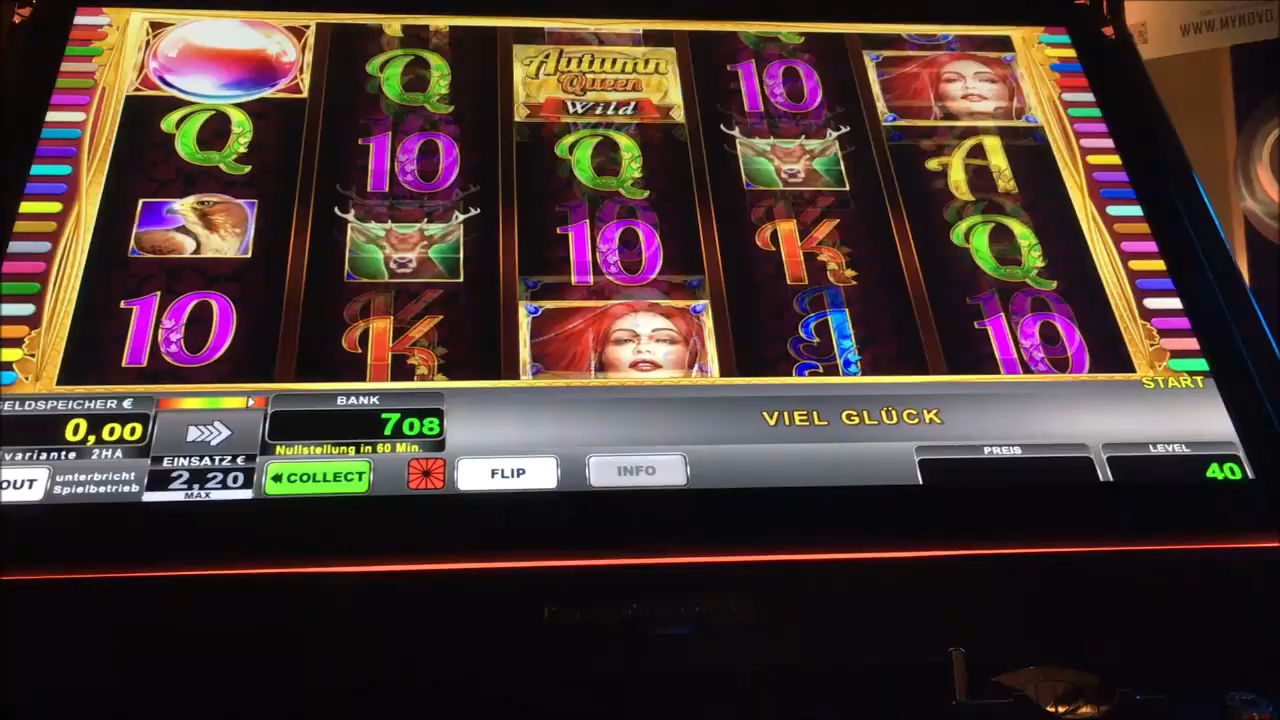 WWW.MYNOVO
Q
Autumn
Queen
Wild
10
Q
10
Q
A
10
K
Q
10
K
J
10
START
GELDSPEICHER €
0,00
variante 2HA
OUT
unterbricht
Spielbetrieb
EINSATZ €
2,20
MAX
BANK
708
Nullstellung in 60 Min.
COLLECT
FLIP
INFO
VIEL GLÜCK
PREIS
LEVEL
40